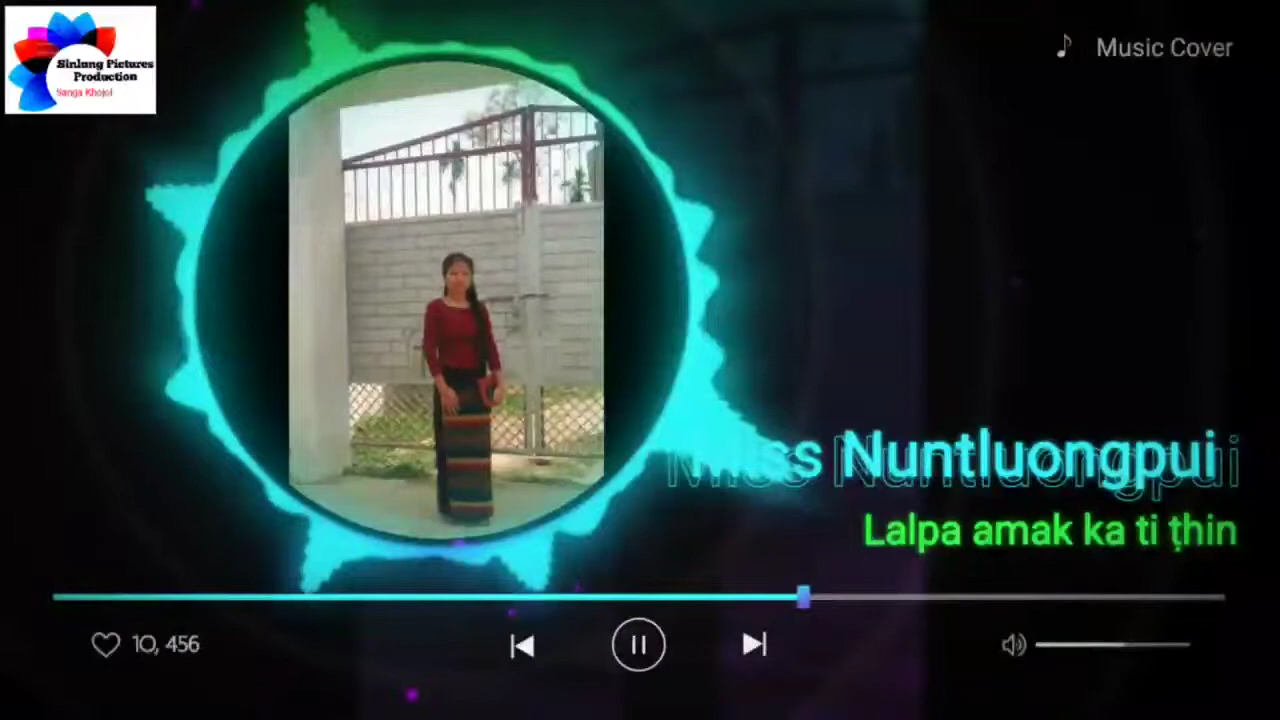 Sinlung Pictures
Production
Sanga Khojol
Music Cover
Miss Nuntluongpui
Lalpa amak ka ti ṭhin
10, 456